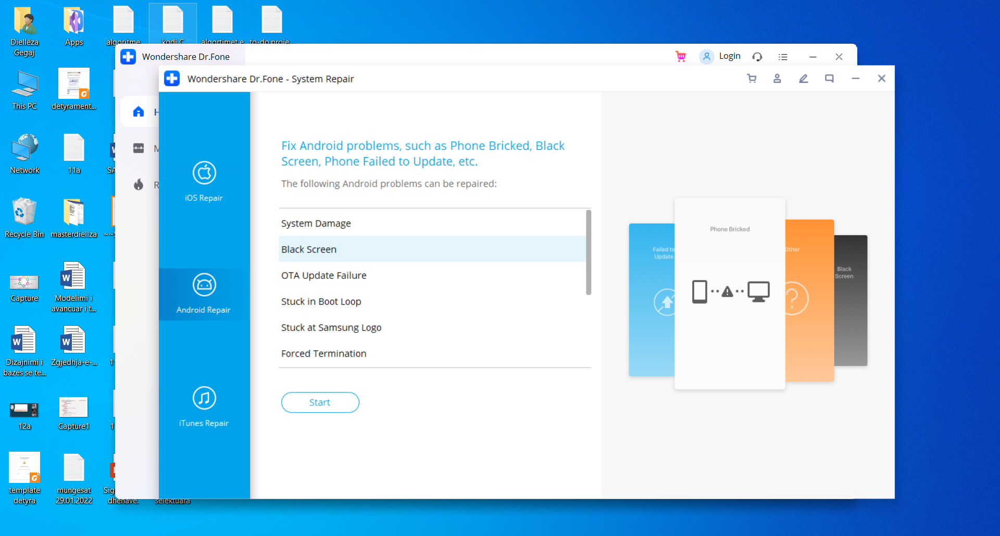 Diellëza
Gegaj
Apps
algoritme
kodi C
algortimet e
to-do proje...
This PC
detyrament...
Network
11a
SA
Recycle Bin
masterdiellza
~~S
Capture
Modelimi i
avancuar i t...
Dizajnimi i
bazes se te...
Zgjedhja-e-...
11
12a
Capture1
1
template
detyra
mungesat
29.01.2022
Sig
dhenave.
selektuara
Wondershare Dr.Fone
Login
H
M
R
Wondershare Dr.Fone - System Repair
iOS Repair
Android Repair
iTunes Repair
Fix Android problems, such as Phone Bricked, Black
Screen, Phone Failed to Update, etc.
The following Android problems can be repaired:
System Damage
Black Screen
OTA Update Failure
Stuck in Boot Loop
Stuck at Samsung Logo
Forced Termination
Start
Failed to
Update
Phone Bricked
Other
Black
Screen